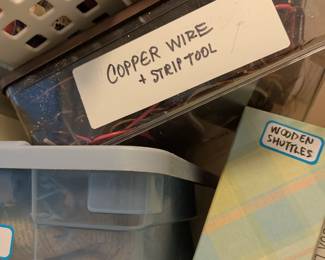 COPPER WIRE
+ STRIP TOOL
WOODEN
SHUTTLES